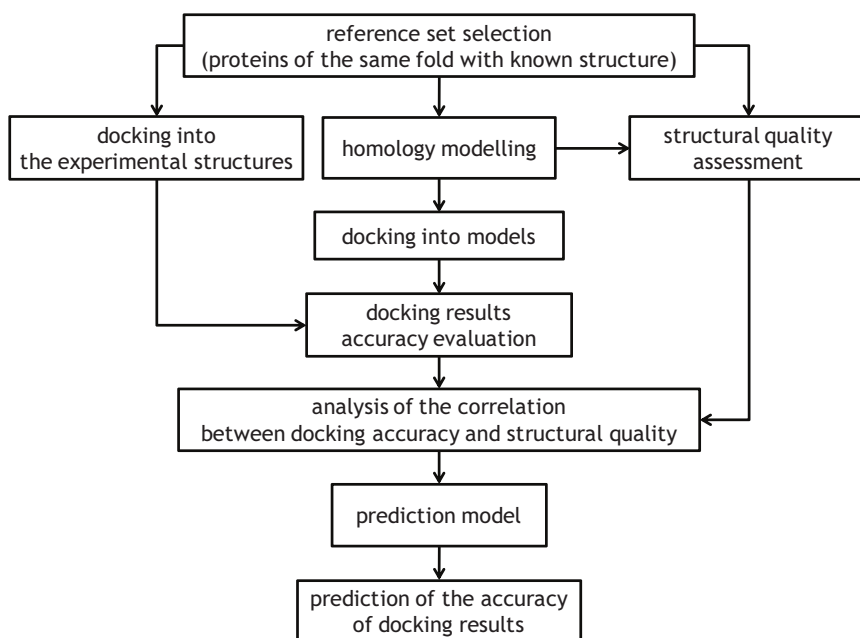 reference set selection
(proteins of the same fold with known structure)
docking into
the experimental structures
homology modelling
structural quality
assessment
docking into models
docking results
accuracy evaluation
analysis of the correlation
between docking accuracy and structural quality
prediction model
prediction of the accuracy
of docking results